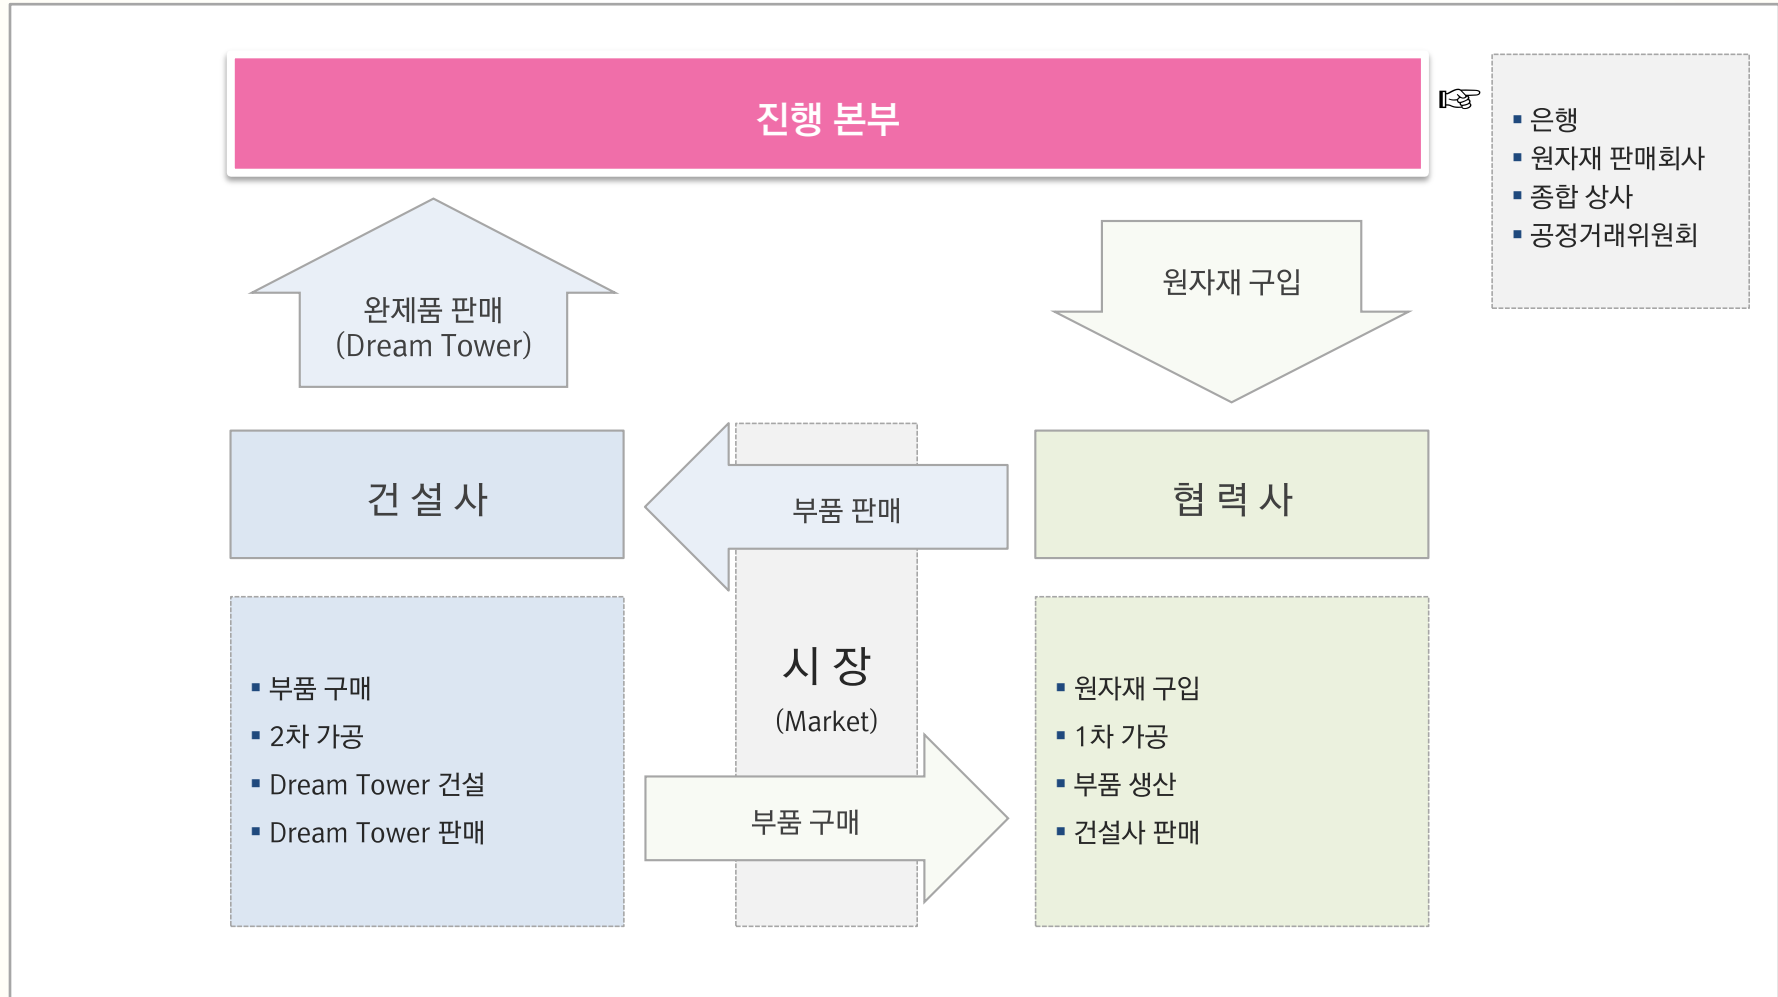 진행 본부
☞
▪ 은행
▪ 원자재 판매회사
▪ 종합 상사
▪ 공정거래위원회
완제품 판매
(Dream Tower)
원자재 구입
건 설 사
부품 판매
협 력 사
시 장
(Market)
부품 구매
▪ 부품 구매
▪ 2차 가공
▪ Dream Tower 건설
▪ Dream Tower 판매
▪ 원자재 구입
▪ 1차 가공
▪ 부품 생산
▪ 건설사 판매